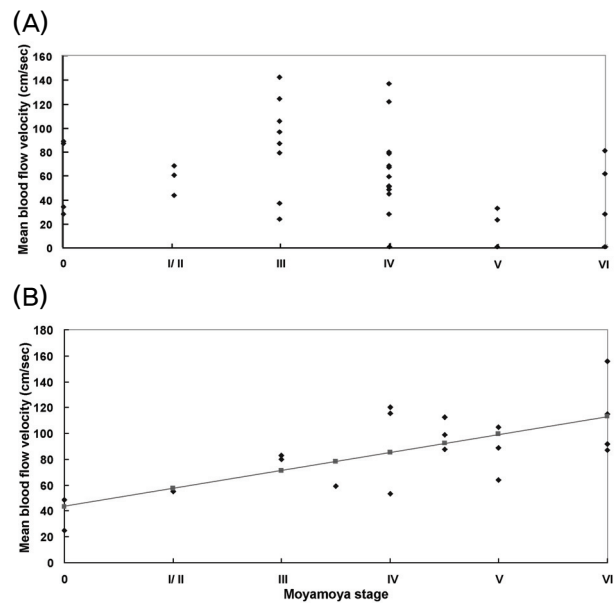 (A)
Mean blood flow velocity (cm/sec)
160
140
120
100
80
60
40
20
0
0 I/ II III IV V VI
(B)
Mean blood flow velocity (cm/sec)
180
160
140
120
100
80
60
40
20
0
0 I/ II III IV V VI
Moyamoya stage